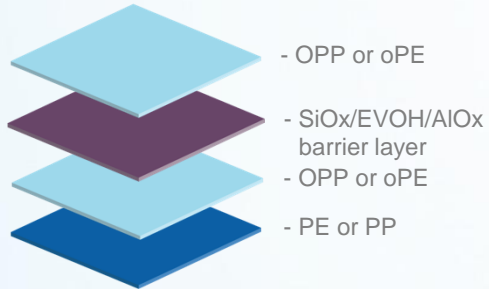 - OPP or oPE
- SiOx/EVOH/AlOx
barrier layer
- OPP or oPE
- PE or PP